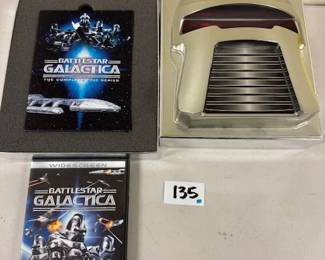 BATTLESTAR
GALACTICA
THE COMPLETE EPIC SERIES
WIDESCREEN
BATTLESTAR
GALACTICA
135